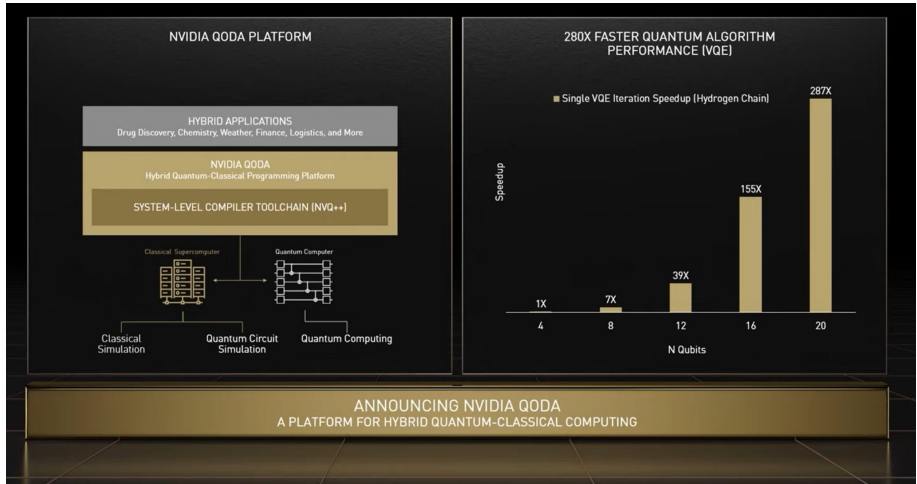 NVIDIA QODA PLATFORM
HYBRID APPLICATIONS
Drug Discovery, Chemistry, Weather, Finance, Logistics, and More
NVIDIA QODA
Hybrid Quantum-Classical Programming Platform
SYSTEM-LEVEL COMPILER TOOLCHAIN (NVQ++)
Classical Supercomputer
Quantum Computer
Classical
Simulation
Quantum Circuit
Simulation
Quantum Computing
280X FASTER QUANTUM ALGORITHM
PERFORMANCE (VQE)
Single VQE Iteration Speedup (Hydrogen Chain)
Speedup
1X
7X
39X
155X
287X
4 8 12 16 20
N Qubits
ANNOUNCING NVIDIA QODA
A PLATFORM FOR HYBRID QUANTUM-CLASSICAL COMPUTING